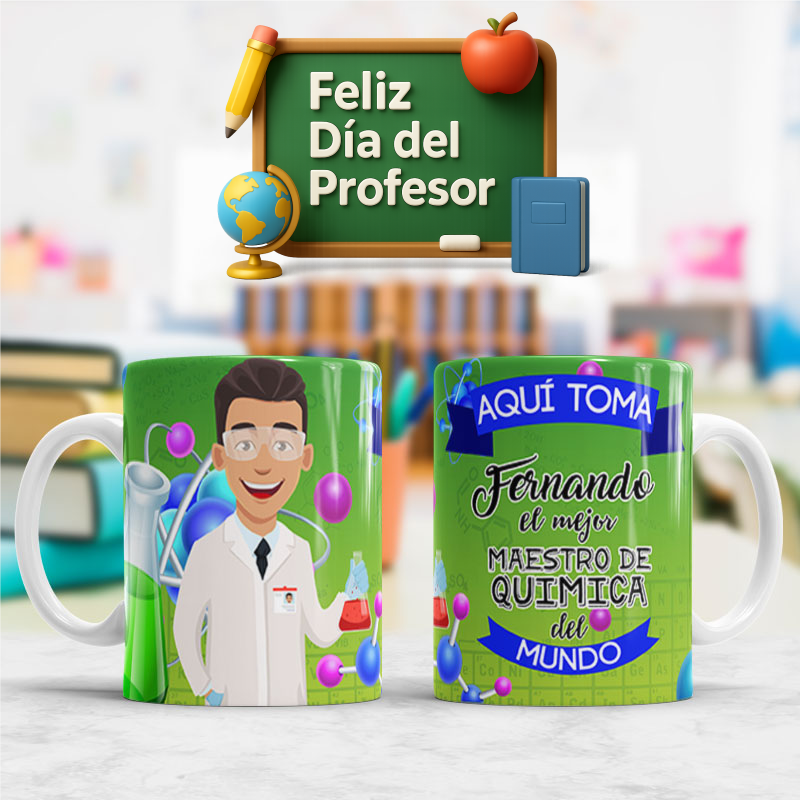 Feliz
Día del
Profesor
AQUÍ TOMA
Fernando
el mejor
MAESTRO DE
QUIMICA
del
MUNDO